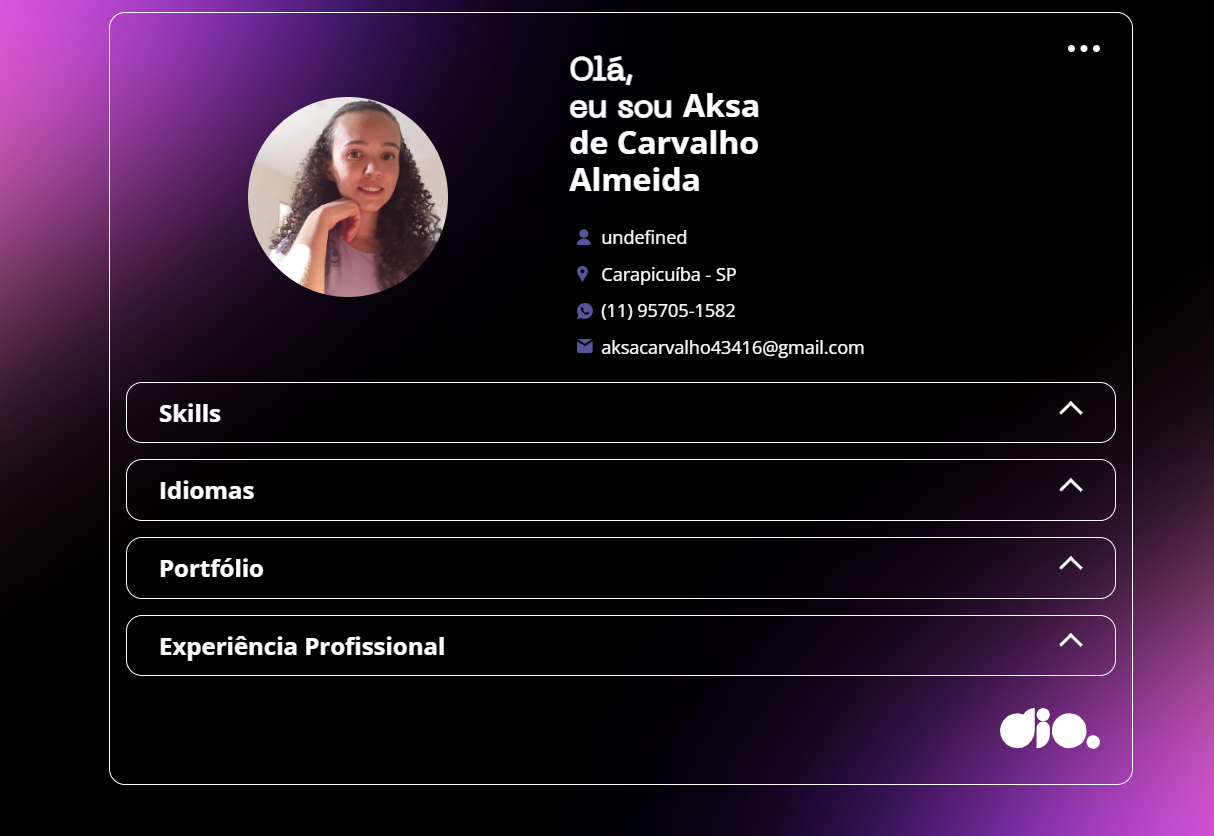 Olá,
eu sou Aksa
de Carvalho
Almeida
undefined
Carapicuíba - SP
(11) 95705-1582
aksacarvalho43416@gmail.com
Skills
Idiomas
Portfólio
Experiência Profissional
dio.